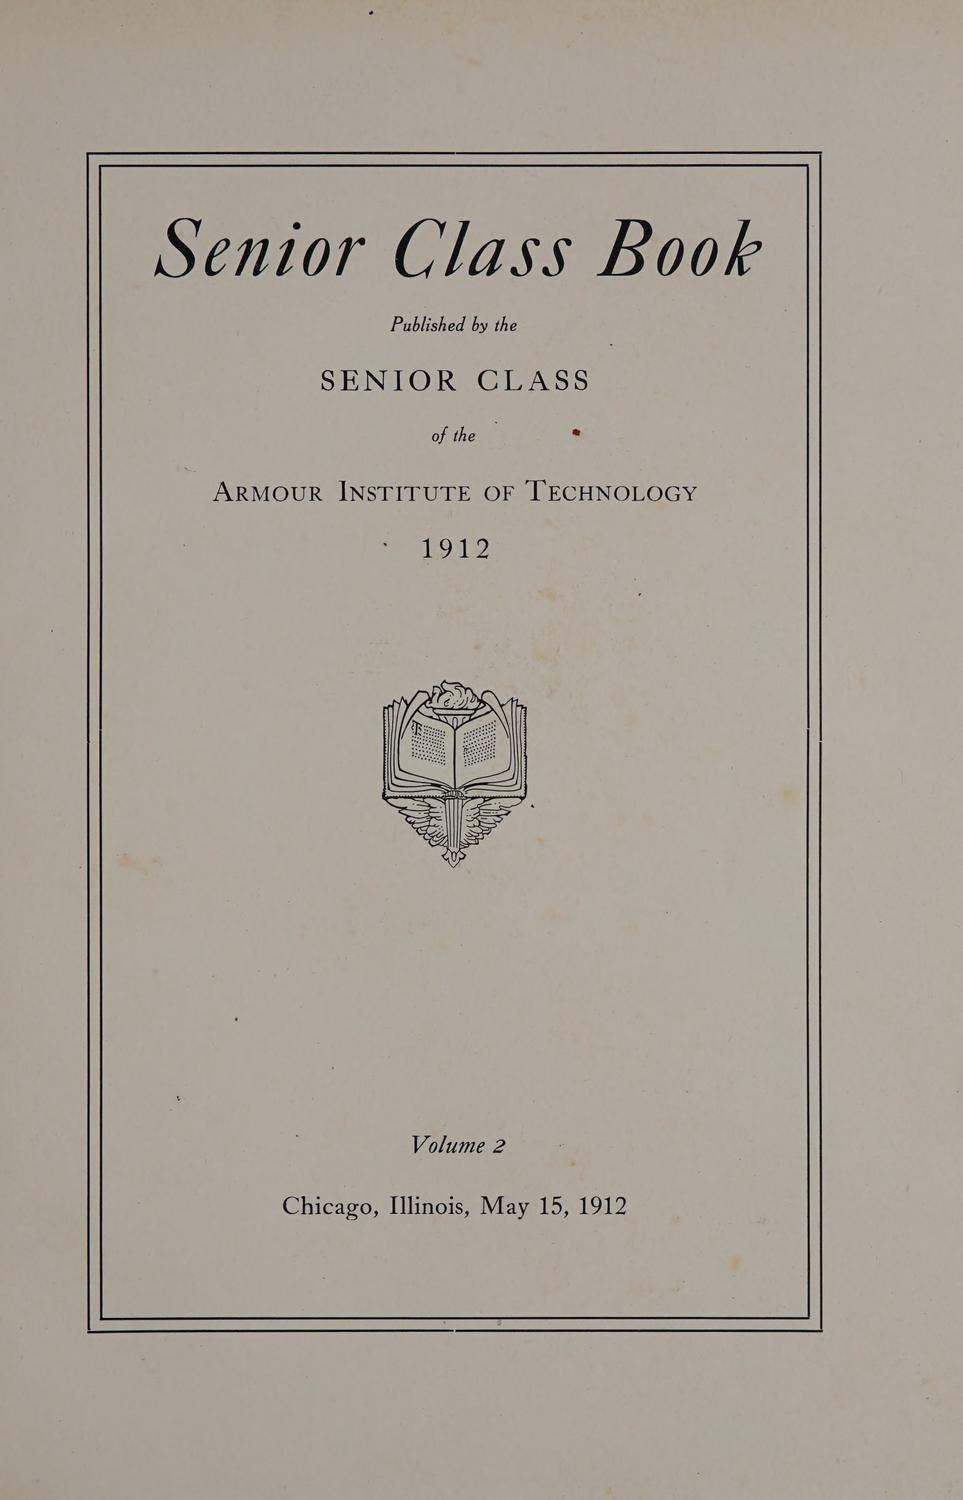 Senior Class Book
Published by the
SENIOR CLASS
of the
ARMOUR INSTITUTE OF TECHNOLOGY
1912
Volume 2
Chicago, Illinois, May 15, 1912